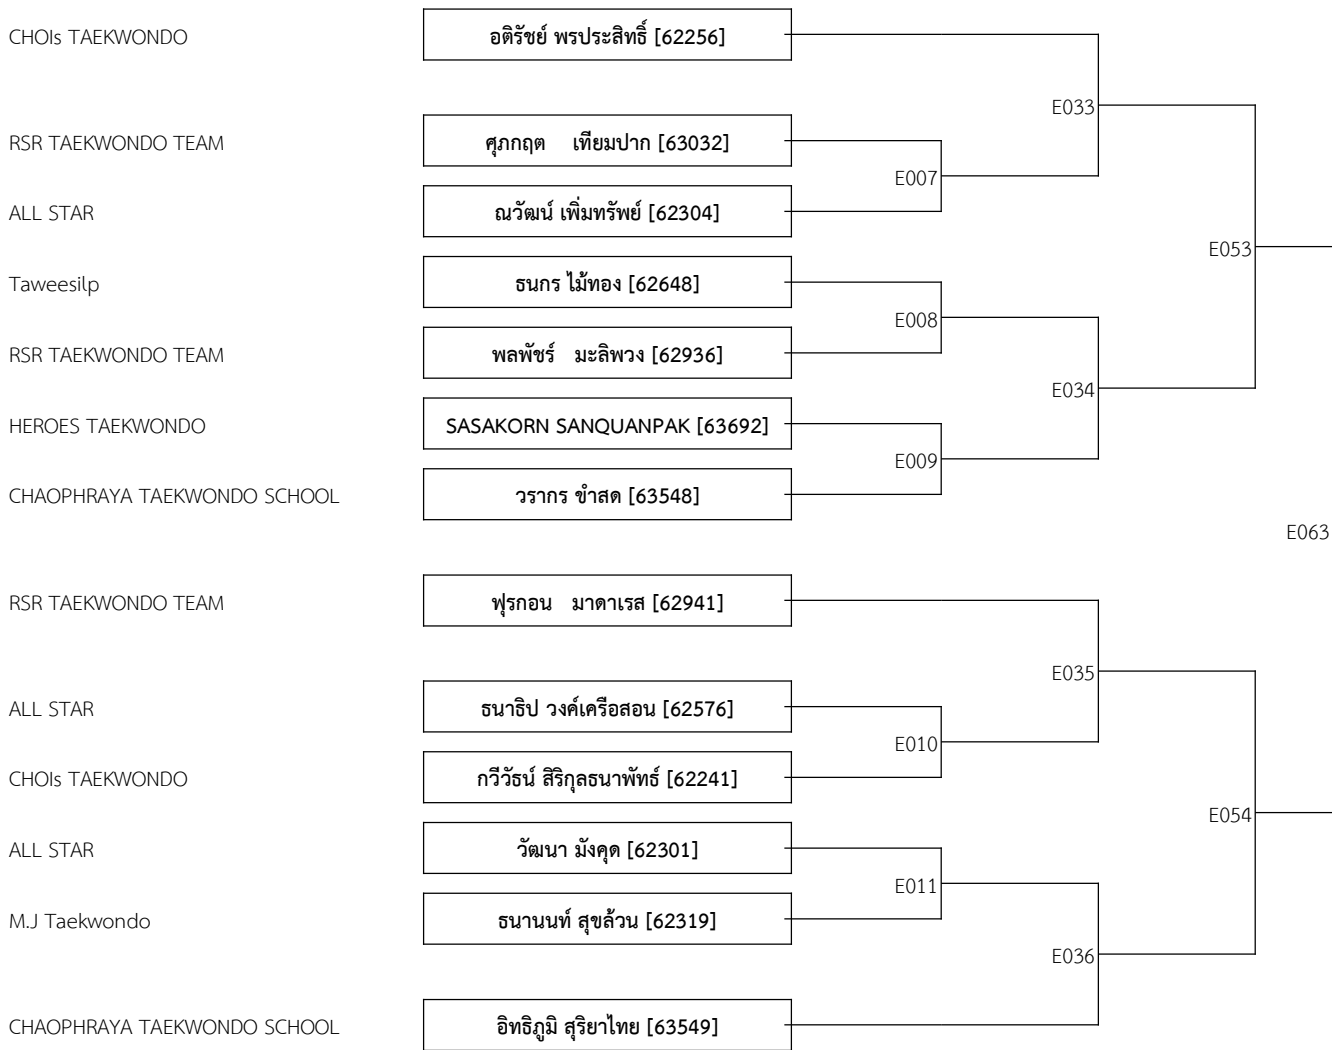 CHOIs TAEKWONDO อติรัชย์ พรประสิทธิ์ [62256]
E033
RSR TAEKWONDO TEAM ศุภกฤต เทียมปาก [63032]
E007
ALL STAR ณวัฒน์ เพิ่มทรัพย์ [62304]
E053
Taweesilp ธนกร ไม้ทอง [62648]
E008
RSR TAEKWONDO TEAM พลพัชร์ มะลิพวง [62936]
E034
HEROES TAEKWONDO SASAKORN SANQUANPAK [63692]
E009
CHAOPHRAYA TAEKWONDO SCHOOL วรากร ขำสด [63548]
E063
RSR TAEKWONDO TEAM ฟุรกอน มาดาเรส [62941]
E035
ALL STAR ธนาธิป วงค์เครือสอน [62576]
E010
CHOIs TAEKWONDO กวีวัธน์ สิริกุลธนาพัทธ์ [62241]
E054
ALL STAR วัฒนา มังคุด [62301]
E011
M.J Taekwondo ธนานนท์ สุขล้วน [62319]
E036
CHAOPHRAYA TAEKWONDO SCHOOL อิทธิภูมิ สุริยาไทย [63549]